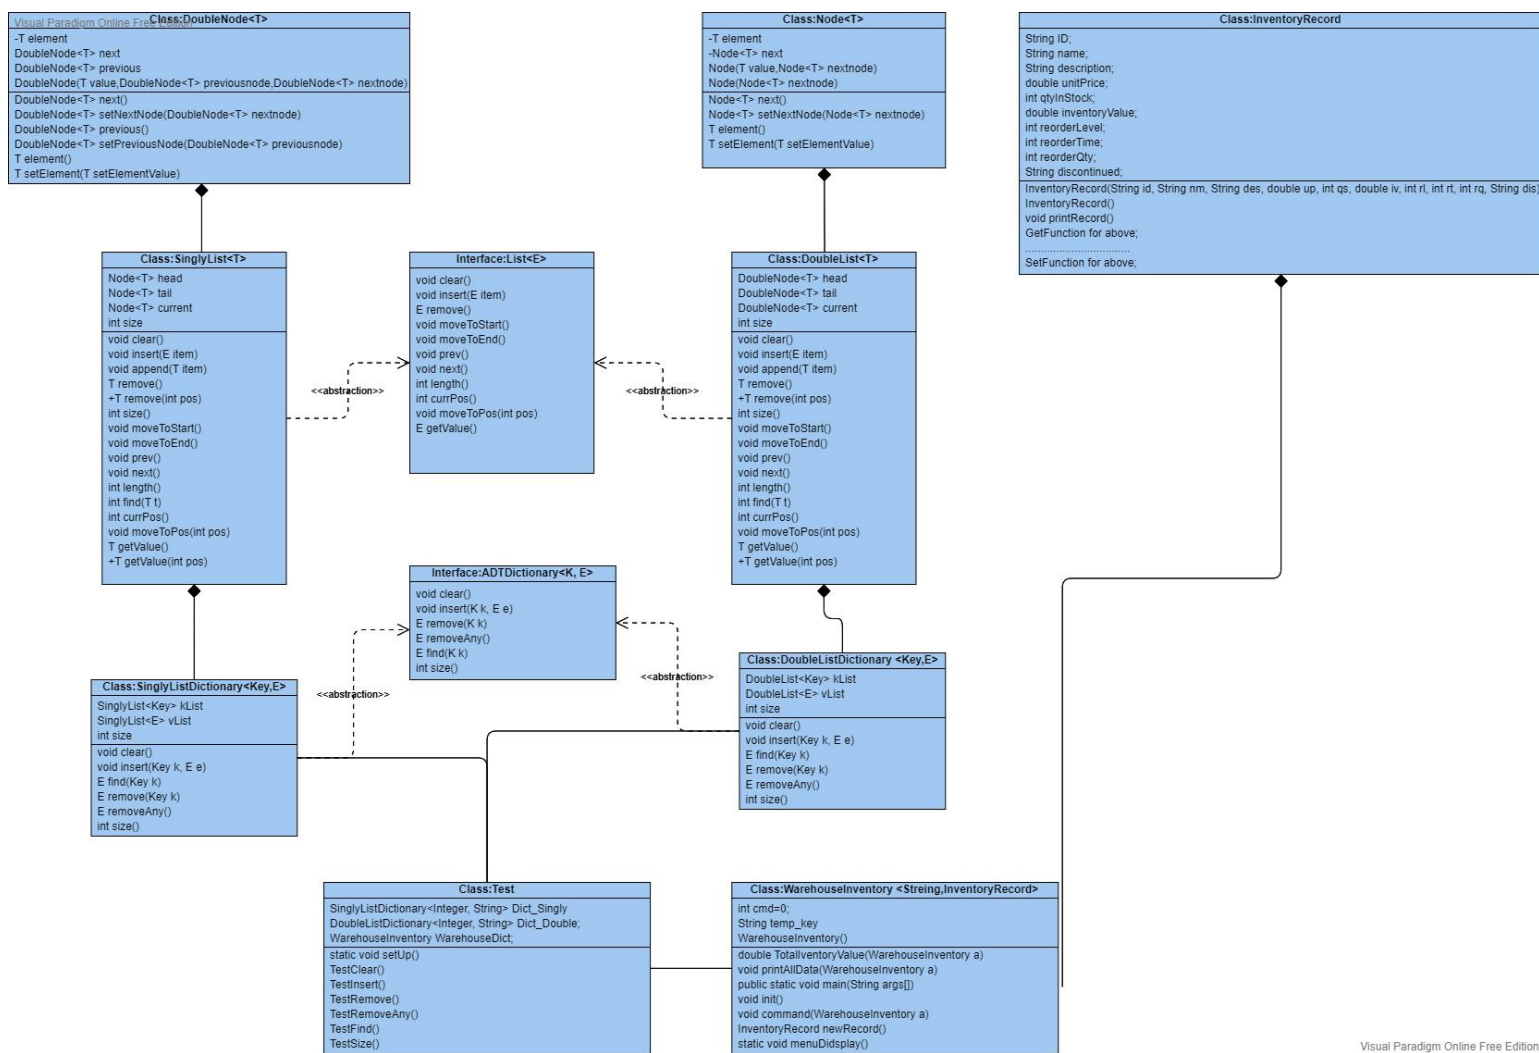 Visual Paradigm Online Free Edition
Class:DoubleNode<T>
-T element
DoubleNode<T> next
DoubleNode<T> previous
DoubleNode(T value,DoubleNode<T> previousnode,DoubleNode<T> nextnode)
DoubleNode<T> next()
DoubleNode<T> setNextNode(DoubleNode<T> nextnode)
DoubleNode<T> previous()
DoubleNode<T> setPreviousNode(DoubleNode<T> previousnode)
T element()
T setElement(T setElementValue)
Class:Node<T>
-T element
-Node<T> next
Node(T value,Node<T> nextnode)
Node(Node<T> nextnode)
Node<T> next()
Node<T> setNextNode(Node<T> nextnode)
T element()
T setElement(T setElementValue)
Class:InventoryRecord
String ID;
String name;
String description;
double unitPrice;
int qtyInStock;
double inventoryValue;
int reorderLevel;
int reorderTime;
int reorderQty;
String discontinued;
InventoryRecord(String id, String nm, String des, double up, int qs, double iv, int rl, int rt, int rq, String dis)
InventoryRecord()
void printRecord()
GetFunction for above;
..................................
SetFunction for above;
Class:SinglyList<T>
Node<T> head
Node<T> tail
Node<T> current
int size
void clear()
void insert(E item)
void append(T item)
T remove()
+T remove(int pos)
int size()
void moveToStart()
void moveToEnd()
void prev()
void next()
int length()
int find(T t)
int currPos()
void moveToPos(int pos)
T getValue()
+T getValue(int pos)
<<abstraction>>
Interface:List<E>
void clear()
void insert(E item)
E remove()
void moveToStart()
void moveToEnd()
void prev()
void next()
int length()
int currPos()
void moveToPos(int pos)
E getValue()
<<abstraction>>
Class:DoubleList<T>
DoubleNode<T> head
DoubleNode<T> tail
DoubleNode<T> current
int size
void clear()
void insert(E item)
void append(T item)
T remove()
+T remove(int pos)
int size()
void moveToStart()
void moveToEnd()
void prev()
void next()
int length()
int find(T t)
int currPos()
void moveToPos(int pos)
T getValue()
+T getValue(int pos)
Interface:ADTDictionary<K, E>
void clear()
void insert(K k, E e)
E remove(K k)
E removeAny()
E find(K k)
int size()
<<abstraction>>
<<abstraction>>
Class:SinglyListDictionary<Key,E>
SinglyList<Key> kList
SinglyList<E> vList
int size
void clear()
void insert(Key k, E e)
E find(Key k)
E remove(Key k)
E removeAny()
int size()
Class:DoubleListDictionary <Key,E>
DoubleList<Key> kList
DoubleList<E> vList
int size
void clear()
void insert(Key k, E e)
E find(Key k)
E remove(Key k)
E removeAny()
int size()
Class:Test
SinglyListDictionary<Integer, String> Dict_Singly
DoubleListDictionary<Integer, String> Dict_Double;
WarehouseInventory WarehouseDict;
static void setUp()
TestClear()
TestInsert()
TestRemove()
TestRemoveAny()
TestFind()
TestSize()
Class:WarehouseInventory <Streing,InventoryRecord>
int cmd=0;
String temp_key
WarehouseInventory()
double TotalIventoryValue(WarehouseInventory a)
void printAllData(WarehouseInventory a)
public static void main(String args[])
void init()
void command(WarehouseInventory a)
InventoryRecord newRecord()
static void menuDidsplay()
Visual Paradigm Online Free Edition